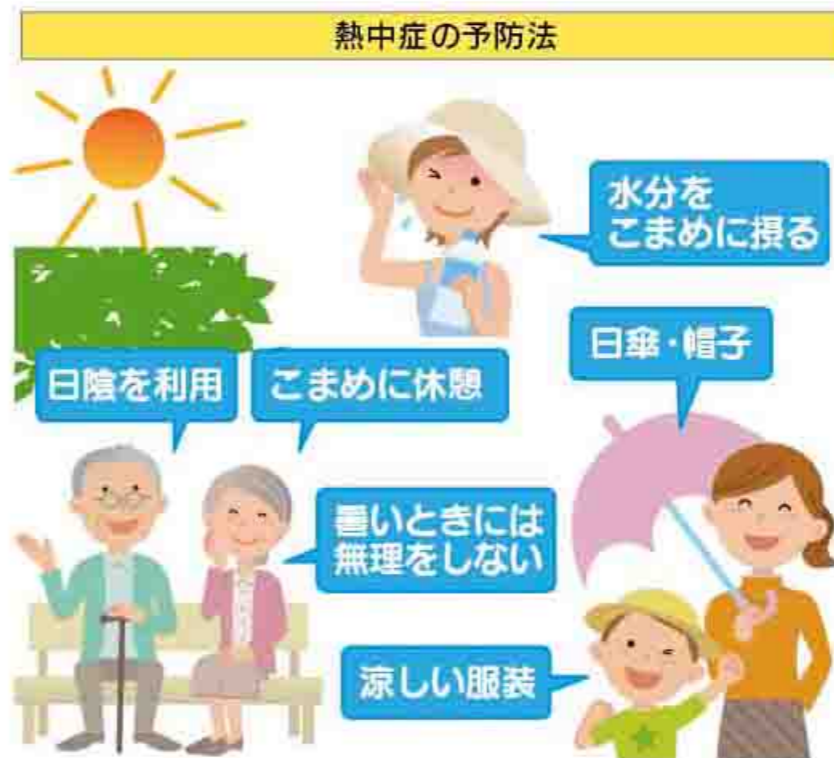 熱中症の予防法
水分を
こまめに摂る
日傘・帽子
日陰を利用
こまめに休憩
暑いときには
無理をしない
涼しい服装